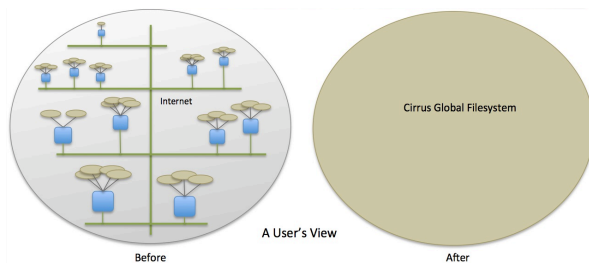 Internet
Cirrus Global Filesystem
A User's View
Before
After